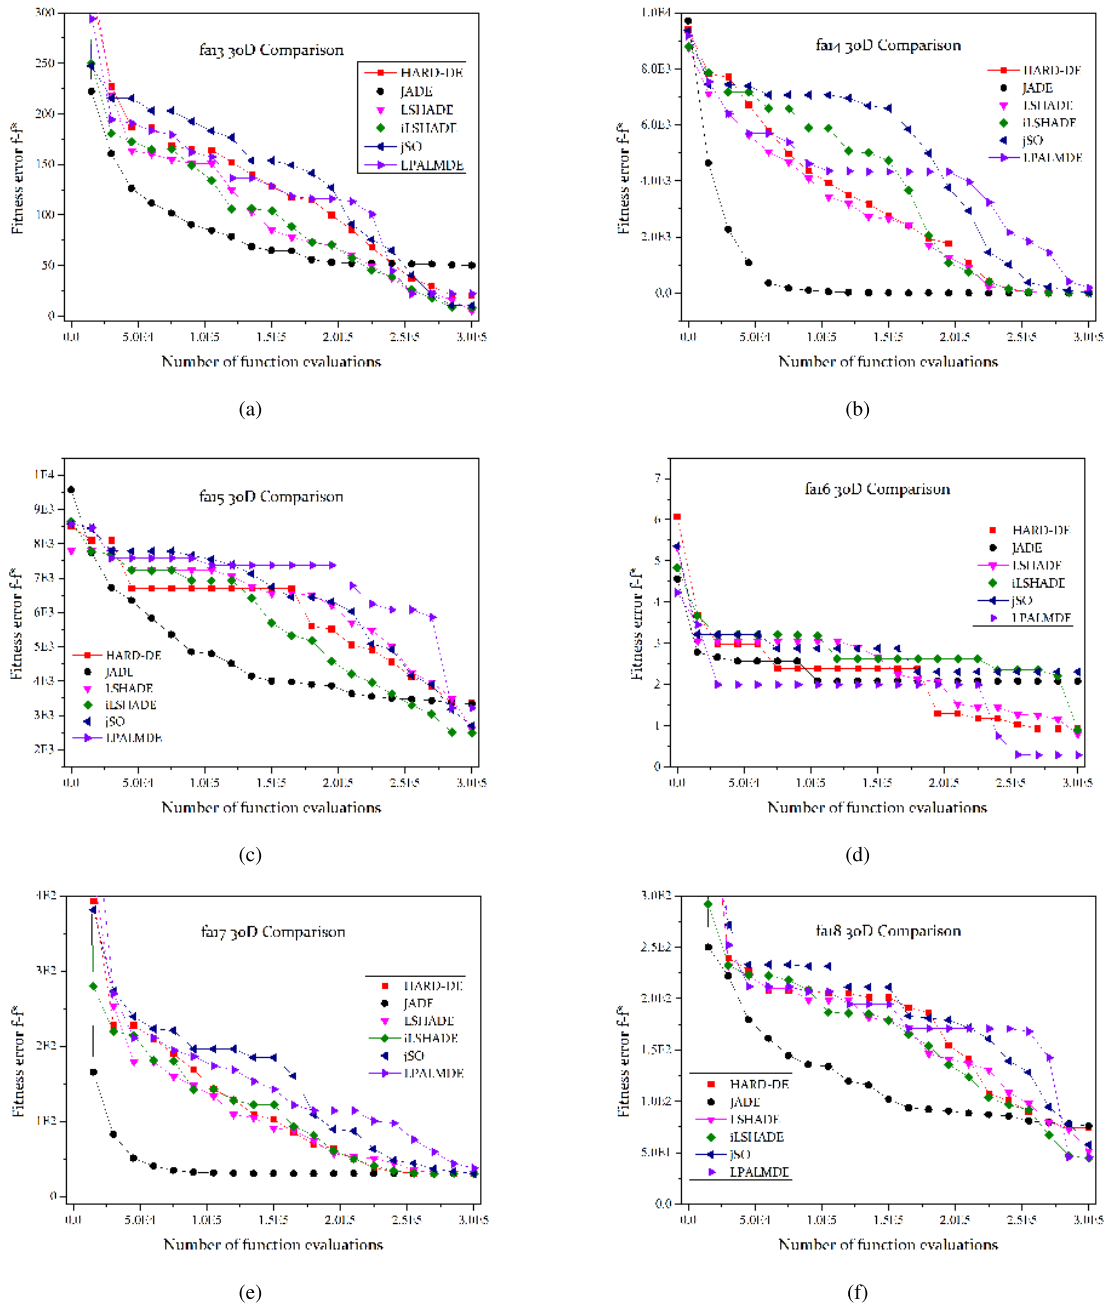 fa13 30D Comparison
HARD-DE
JADE
LSHADE
iLSHADE
jSO
LPALMDE
Fitness error f-f*
300
250
200
150
100
50
0
0.0
5.0E4
1.0E5
1.5E5
2.0E5
2.5E5
3.0E5
Number of function evaluations
(a)
fa14 30D Comparison
HARD-DE
JADE
LSHADE
iLSHADE
jSO
LPALMDE
Fitness error f-f*
1.0E4
8.0E3
6.0E3
4.0E3
2.0E3
0.0
0.0
5.0E4
1.0E5
1.5E5
2.0E5
2.5E5
3.0E5
Number of function evaluations
(b)
fa15 30D Comparison
HARD-DE
JADE
LSHADE
iLSHADE
jSO
LPALMDE
Fitness error f-f*
1E4
9E3
8E3
7E3
6E3
5E3
4E3
3E3
2E3
0.0
5.0E4
1.0E5
1.5E5
2.0E5
2.5E5
3.0E5
Number of function evaluations
(c)
fa16 30D Comparison
HARD-DE
JADE
LSHADE
iLSHADE
jSO
LPALMDE
Fitness error f-f*
7
6
5
4
3
2
1
0
0.0
5.0E4
1.0E5
1.5E5
2.0E5
2.5E5
3.0E5
Number of function evaluations
(d)
fa17 30D Comparison
HARD-DE
JADE
LSHADE
iLSHADE
jSO
LPALMDE
Fitness error f-f*
4E2
3E2
2E2
1E2
0
0.0
5.0E4
1.0E5
1.5E5
2.0E5
2.5E5
3.0E5
Number of function evaluations
(e)
fa18 30D Comparison
HARD-DE
JADE
LSHADE
iLSHADE
jSO
LPALMDE
Fitness error f-f*
3.0E2
2.5E2
2.0E2
1.5E2
1.0E2
5.0E1
0.0
0.0
5.0E4
1.0E5
1.5E5
2.0E5
2.5E5
3.0E5
Number of function evaluations
(f)